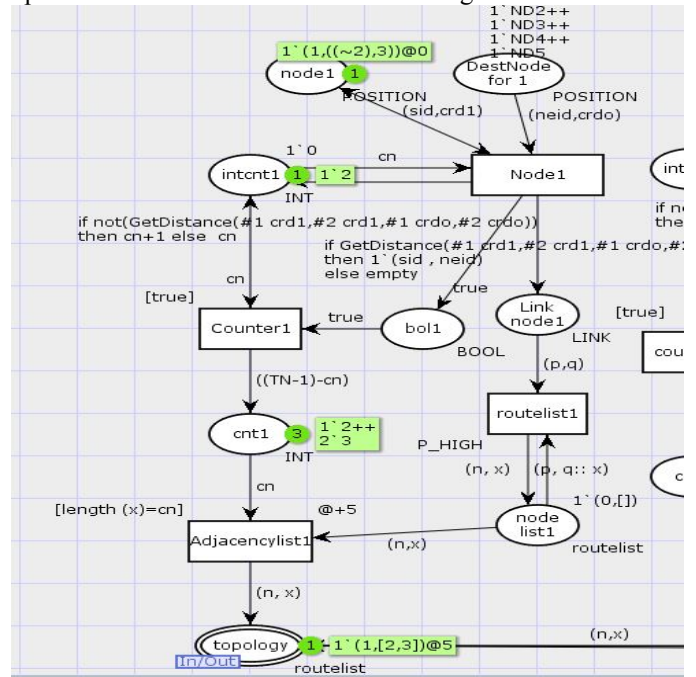 1`ND2++
1`ND3++
1`ND4++
1`ND5
1`(1,((~2),3))@0
node1
1
DestNode
for 1
POSITION
POSITION
(sid,crd1)
(neid,crdo)
1`0
cn
intcnt1
1
1`2
INT
Node1
int
if not(GetDistance(#1 crd1,#2 crd1,#1 crdo,#2 crdo))
then cn+1 else cn
if GetDistance(#1 crd1,#2 crd1,#1 crdo,#2
then 1`(sid , neid)
else empty
if n
the
cn
true
[true]
Counter1
true
bol1
BOOL
Link
node1
LINK
[true]
cou
((TN-1)-cn)
(p,q)
routelist1
cnt1
3
1`2++
2`3
INT
P_HIGH
(n, x)
(p, q:: x)
c
cn
[length (x)=cn]
@+5
1`(0,[])
node
list1
routelist
Adjacencylist1
(n,x)
(n, x)
topology
1
1`(1,[2,3])@5
In/Out
routelist
(n,x)